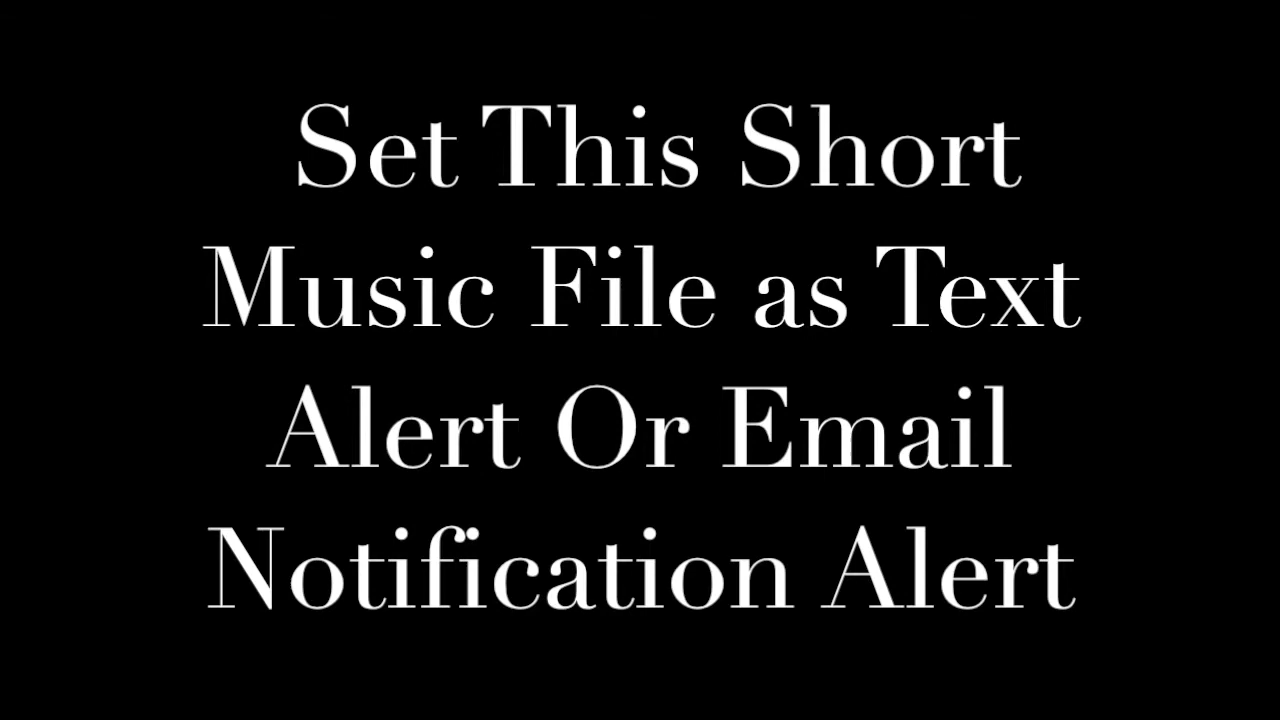 Set This Short
Music File as Text
Alert Or Email
Notification Alert